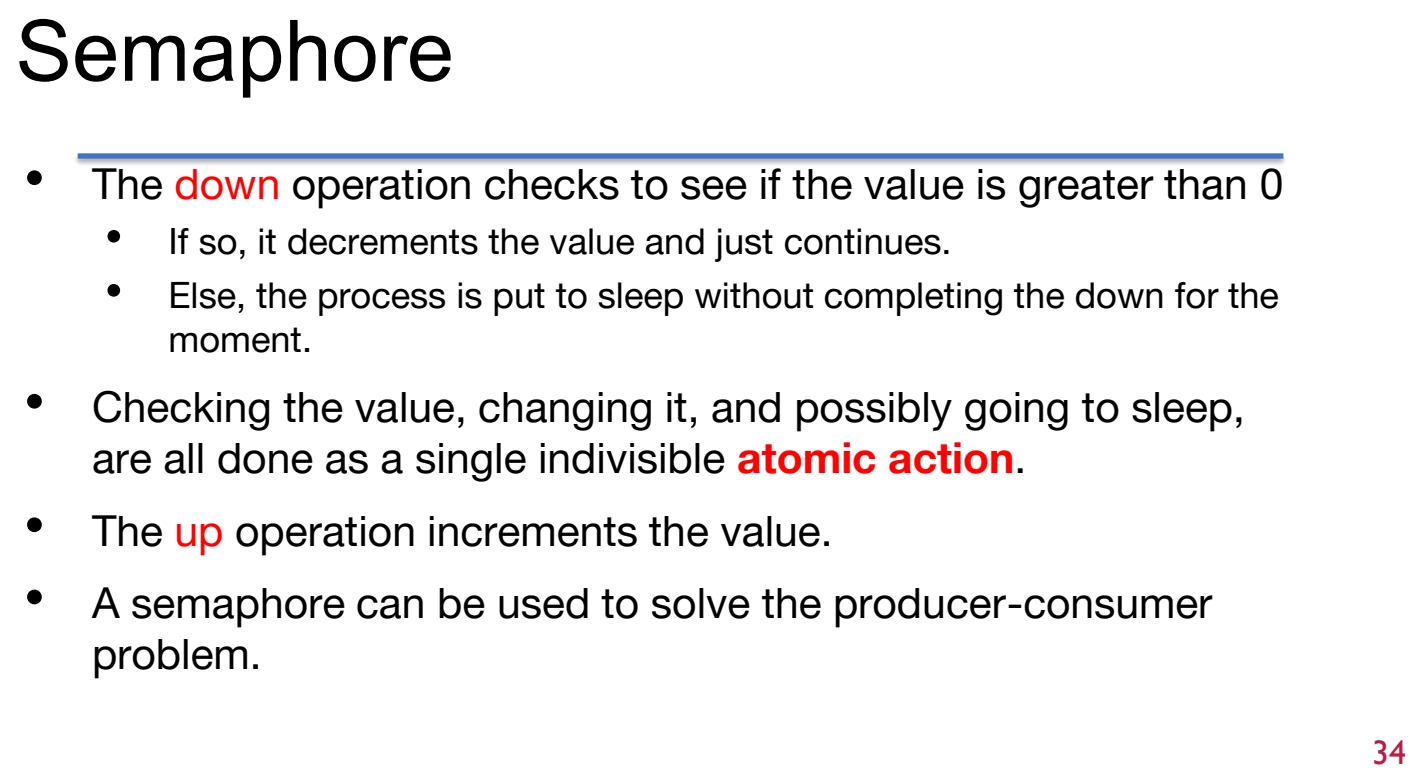 Semaphore
• The down operation checks to see if the value is greater than 0
• If so, it decrements the value and just continues.
• Else, the process is put to sleep without completing the down for the
moment.
• Checking the value, changing it, and possibly going to sleep,
are all done as a single indivisible atomic action.
• The up operation increments the value.
• A semaphore can be used to solve the producer-consumer
problem.
34